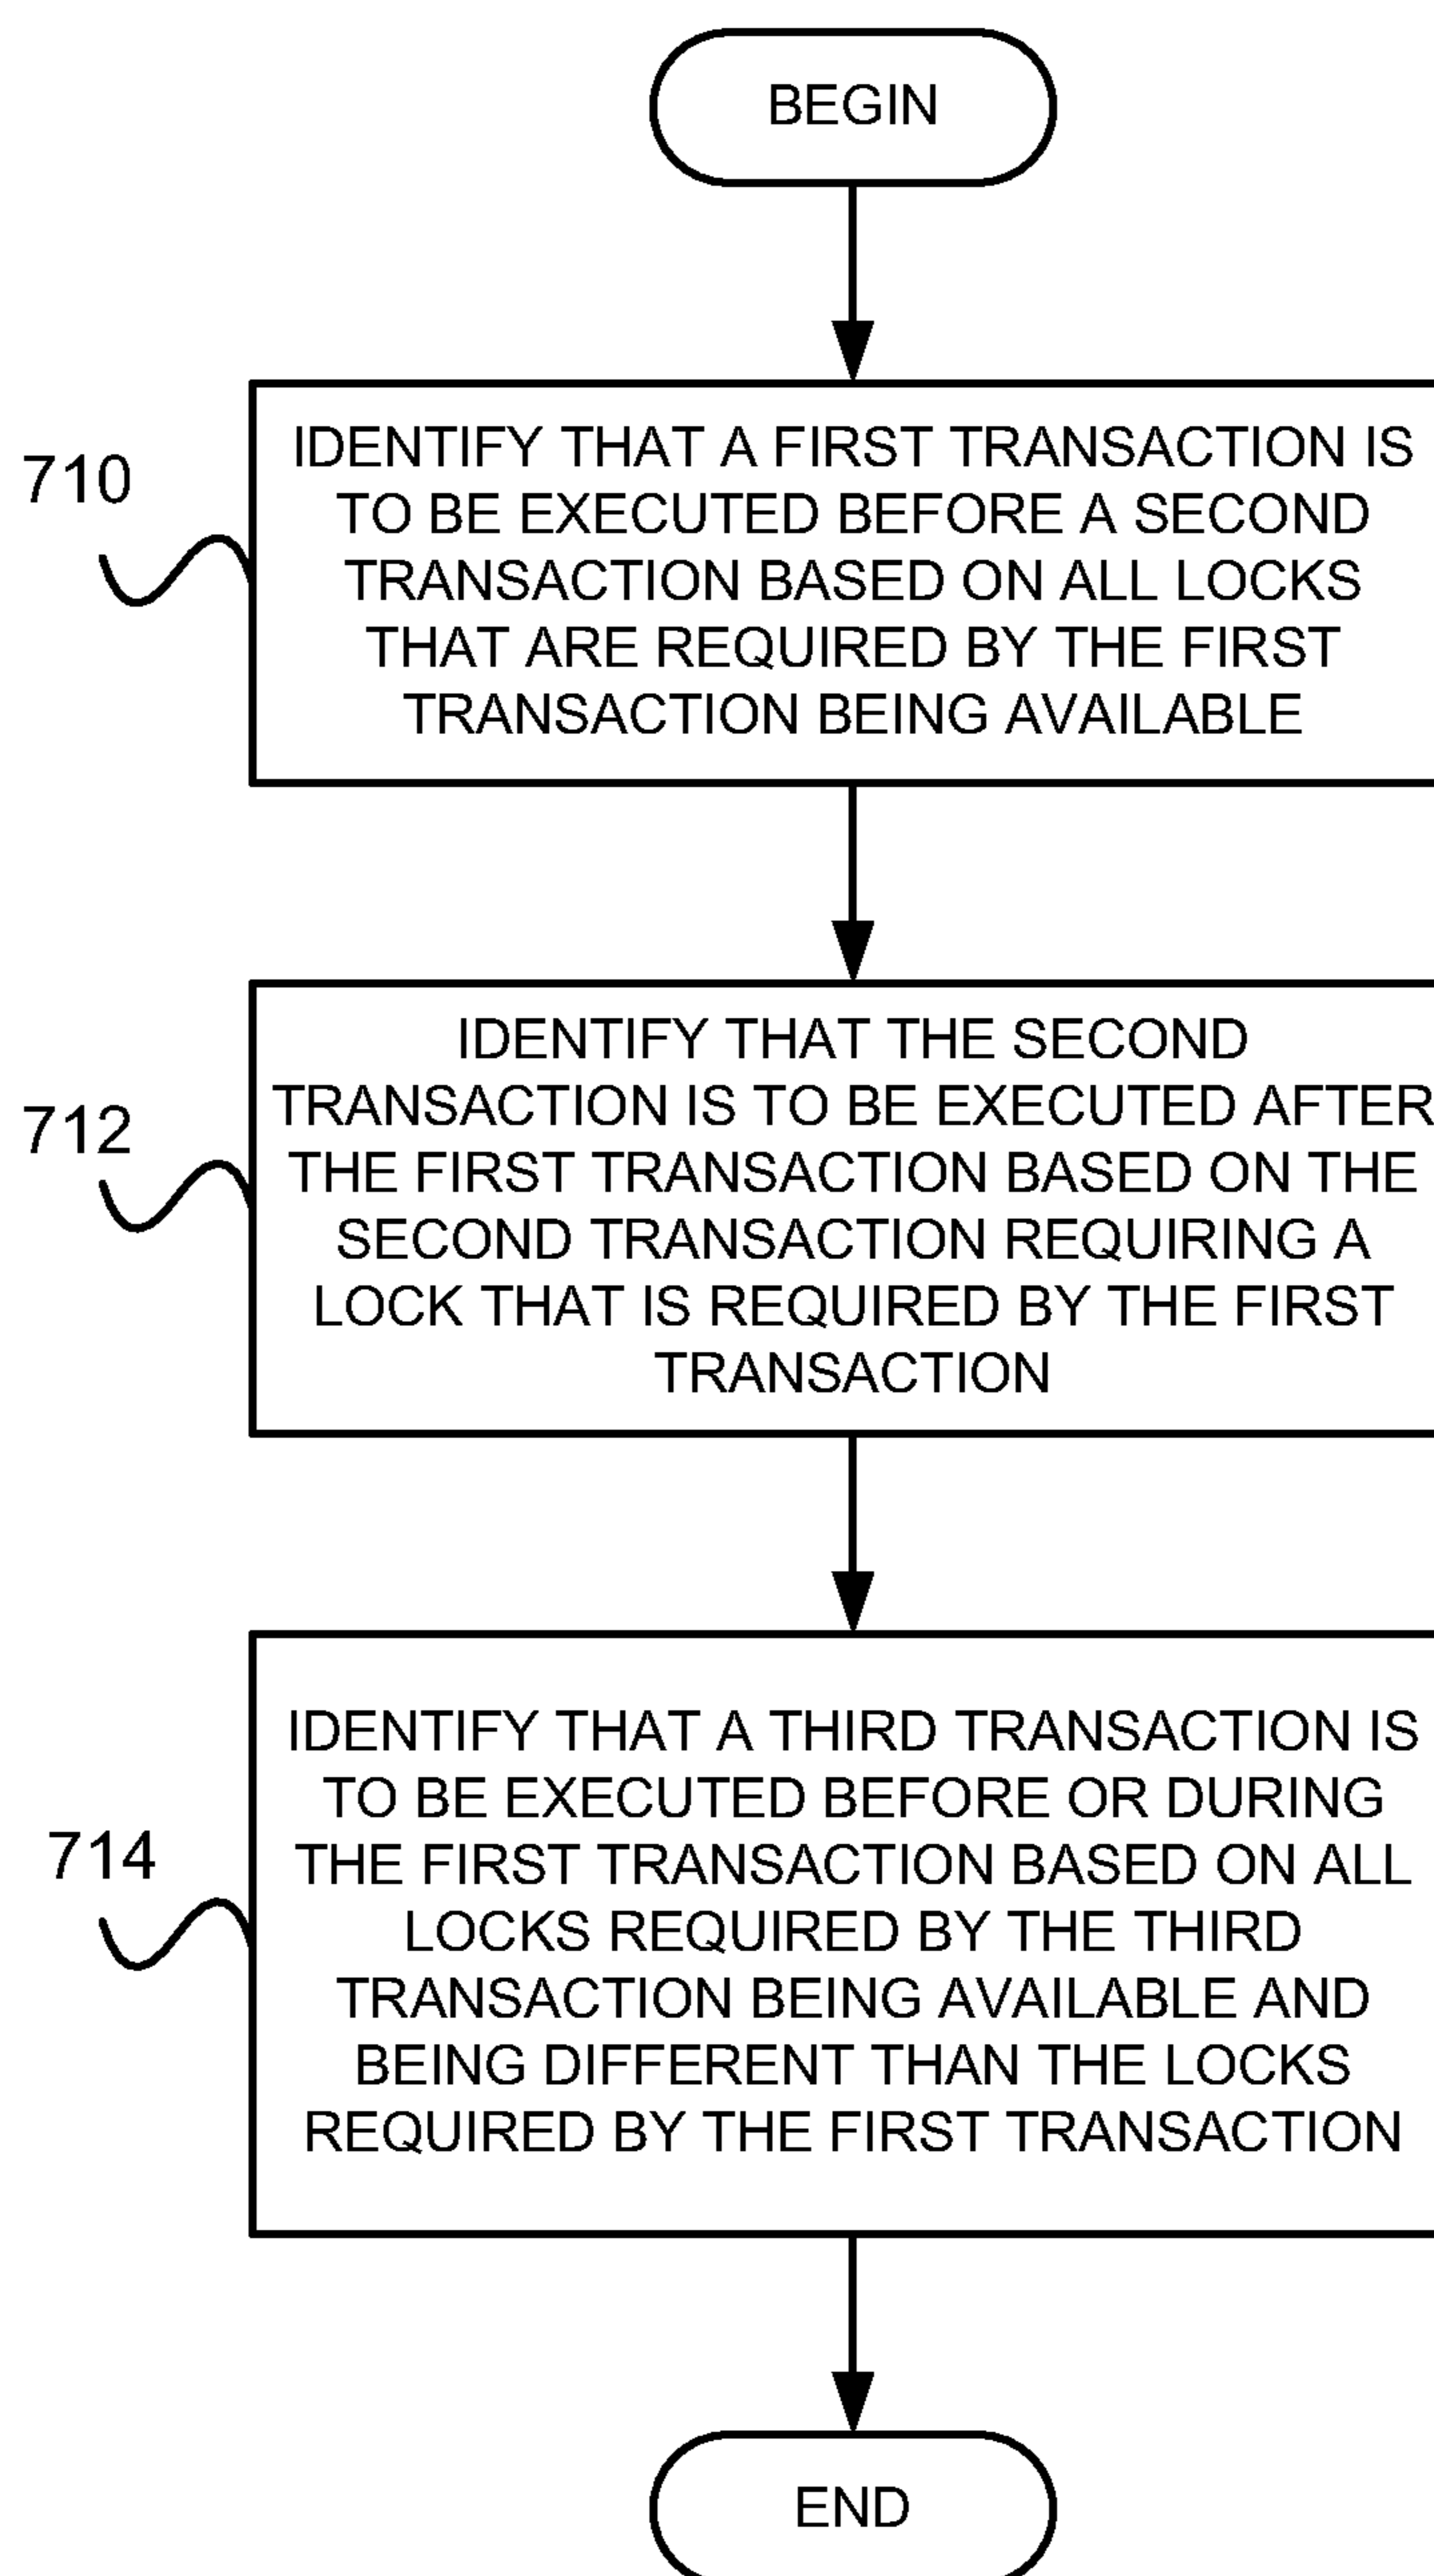 BEGIN
710
IDENTIFY THAT A FIRST TRANSACTION IS
TO BE EXECUTED BEFORE A SECOND
TRANSACTION BASED ON ALL LOCKS
THAT ARE REQUIRED BY THE FIRST
TRANSACTION BEING AVAILABLE
712
IDENTIFY THAT THE SECOND
TRANSACTION IS TO BE EXECUTED AFTER
THE FIRST TRANSACTION BASED ON THE
SECOND TRANSACTION REQUIRING A
LOCK THAT IS REQUIRED BY THE FIRST
TRANSACTION
714
IDENTIFY THAT A THIRD TRANSACTION IS
TO BE EXECUTED BEFORE OR DURING
THE FIRST TRANSACTION BASED ON ALL
LOCKS REQUIRED BY THE THIRD
TRANSACTION BEING AVAILABLE AND
BEING DIFFERENT THAN THE LOCKS
REQUIRED BY THE FIRST TRANSACTION
END